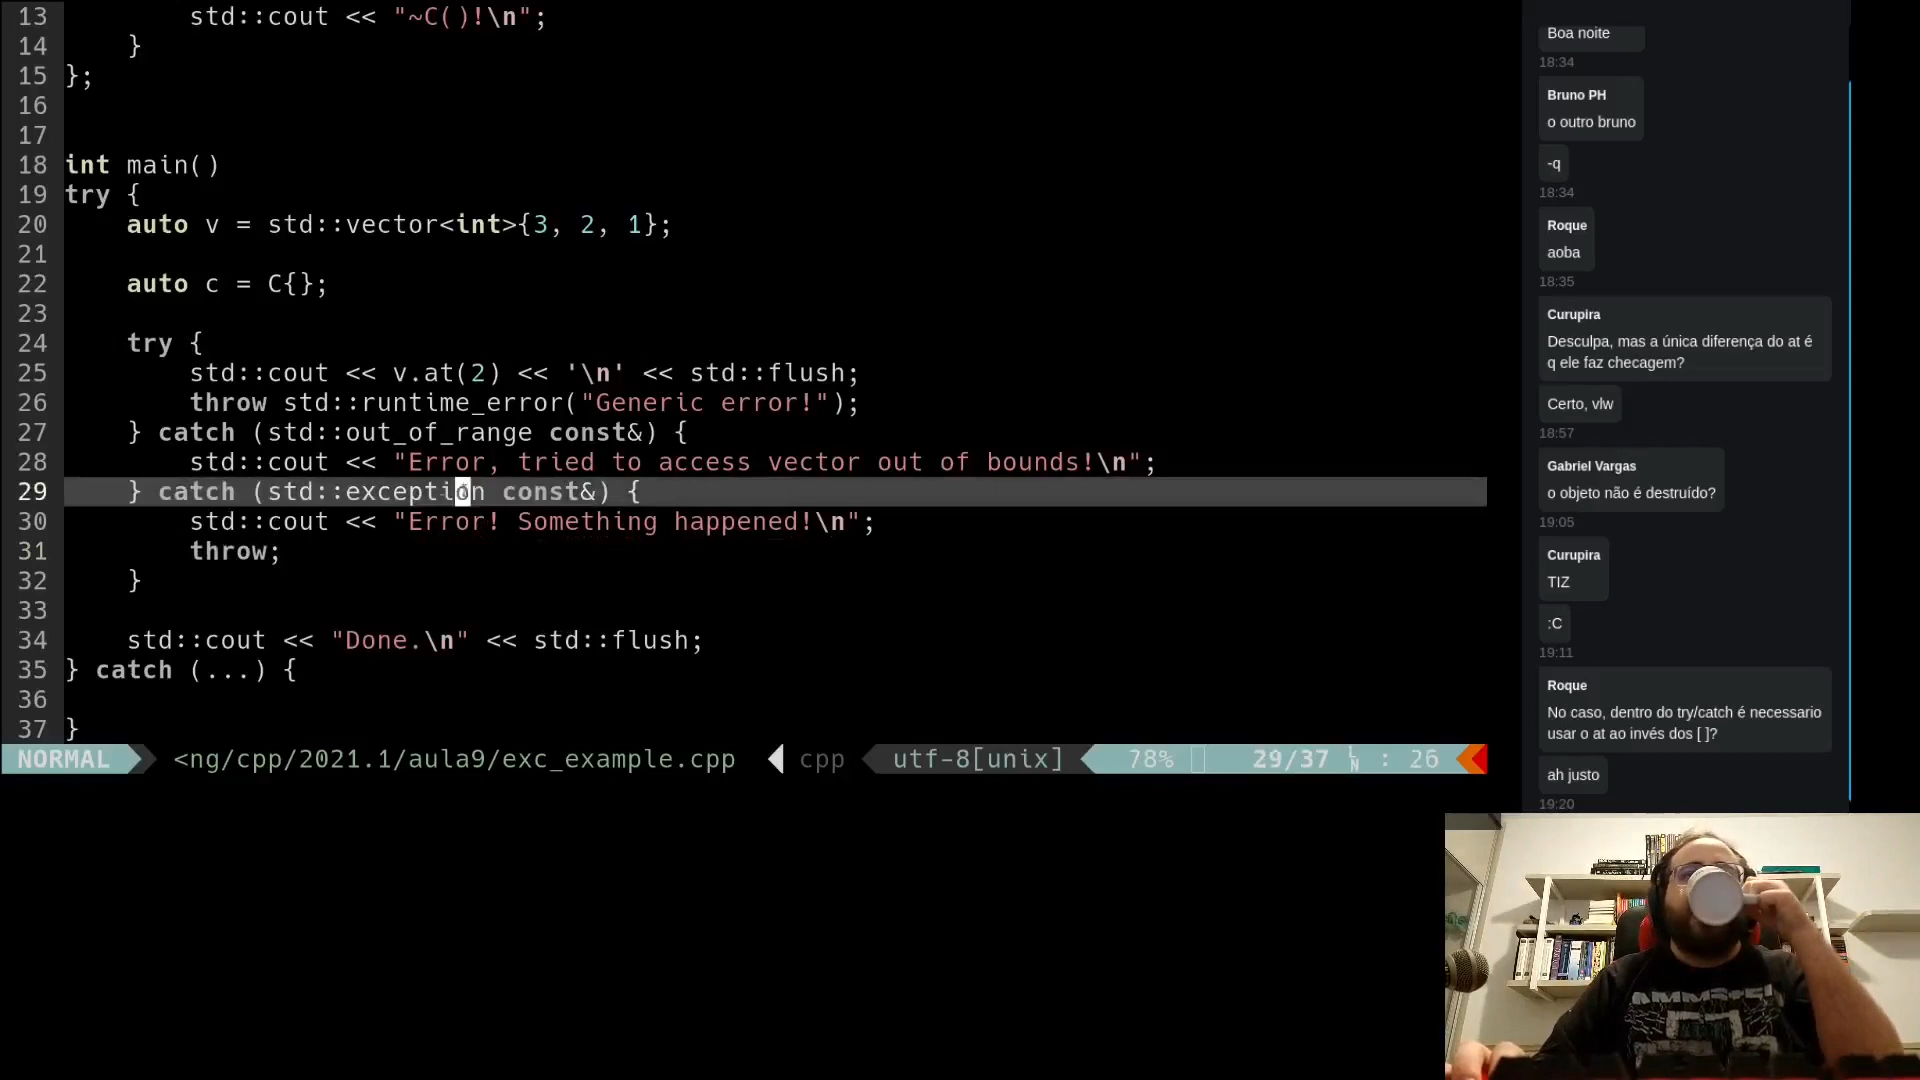 13 std::cout << "~C()!\n";
14 }
15 };
16
17
18 int main()
19 try {
20 auto v = std::vector<int>{3, 2, 1};
21
22 auto c = C{};
23
24 try {
25 std::cout << v.at(2) << '\n' << std::flush;
26 throw std::runtime_error("Generic error!");
27 } catch (std::out_of_range const&) {
28 std::cout << "Error, tried to access vector out of bounds!\n";
29 } catch (std::exception const&) {
30 std::cout << "Error! Something happened!\n";
31 throw;
32 }
33
34 std::cout << "Done.\n" << std::flush;
35 } catch (...) {
36
37 }
NORMAL <ng/cpp/2021.1/aula9/exc_example.cpp cpp utf-8[unix] 78% 29/37 LN : 26
Boa noite
18:34
Bruno PH
o outro bruno
-q
18:34
Roque
aoba
18:35
Curupira
Desculpa, mas a única diferença do at é
q ele faz checagem?
Certo, vlw
18:57
Gabriel Vargas
o objeto não é destruído?
19:05
Curupira
TIZ
:C
19:11
Roque
No caso, dentro do try/catch é necessario
usar o at ao invés dos [ ]?
ah justo
19:20